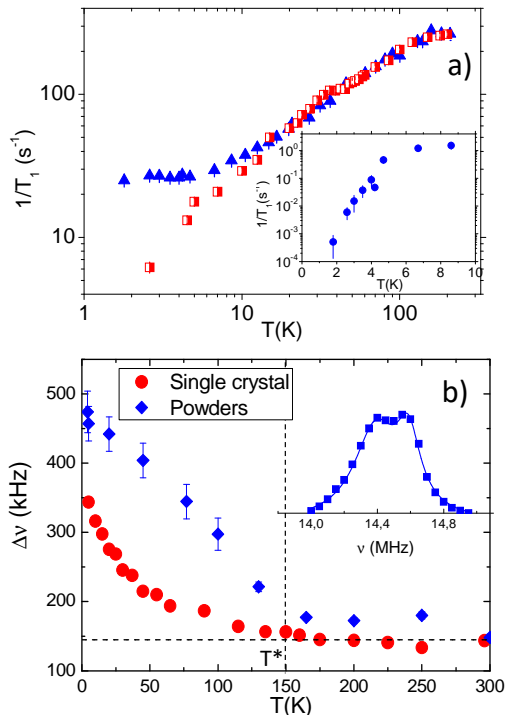 a)
1/T₁ (s⁻¹)
100
10
1 10 100
T(K)
1/T₁(s⁻¹)
10⁰
10⁻¹
10⁻²
10⁻³
10⁻⁴
0 2 4 6 8 10
T(K)
b)
Single crystal
Powders
Δν (kHz)
500
400
300
200
100
14,0 14,4 14,8
ν (MHz)
T*
0 50 100 150 200 250 300
T(K)